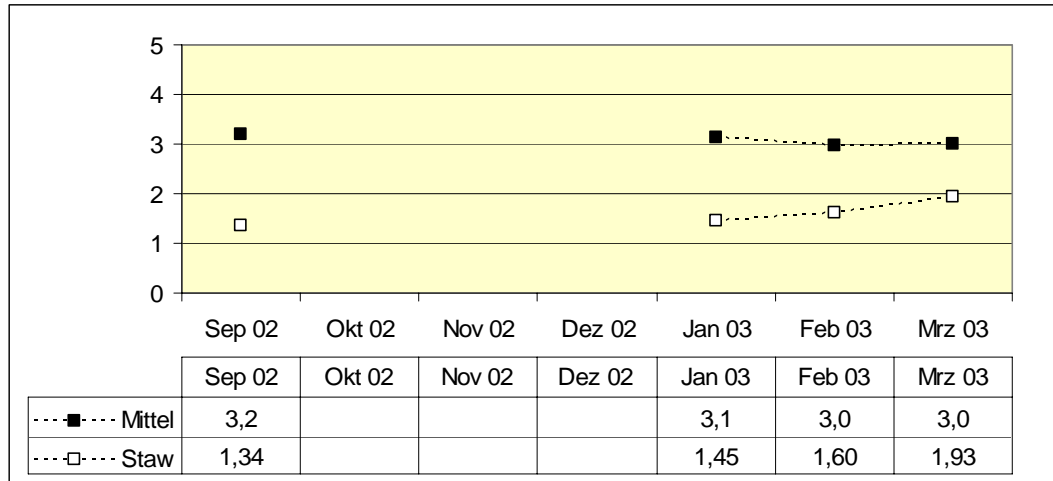 5
4
3
2
1
0
Sep 02 Okt 02 Nov 02 Dez 02 Jan 03 Feb 03 Mrz 03
Sep 02 Okt 02 Nov 02 Dez 02 Jan 03 Feb 03 Mrz 03
Mittel 3,2 3,1 3,0 3,0
Staw 1,34 1,45 1,60 1,93